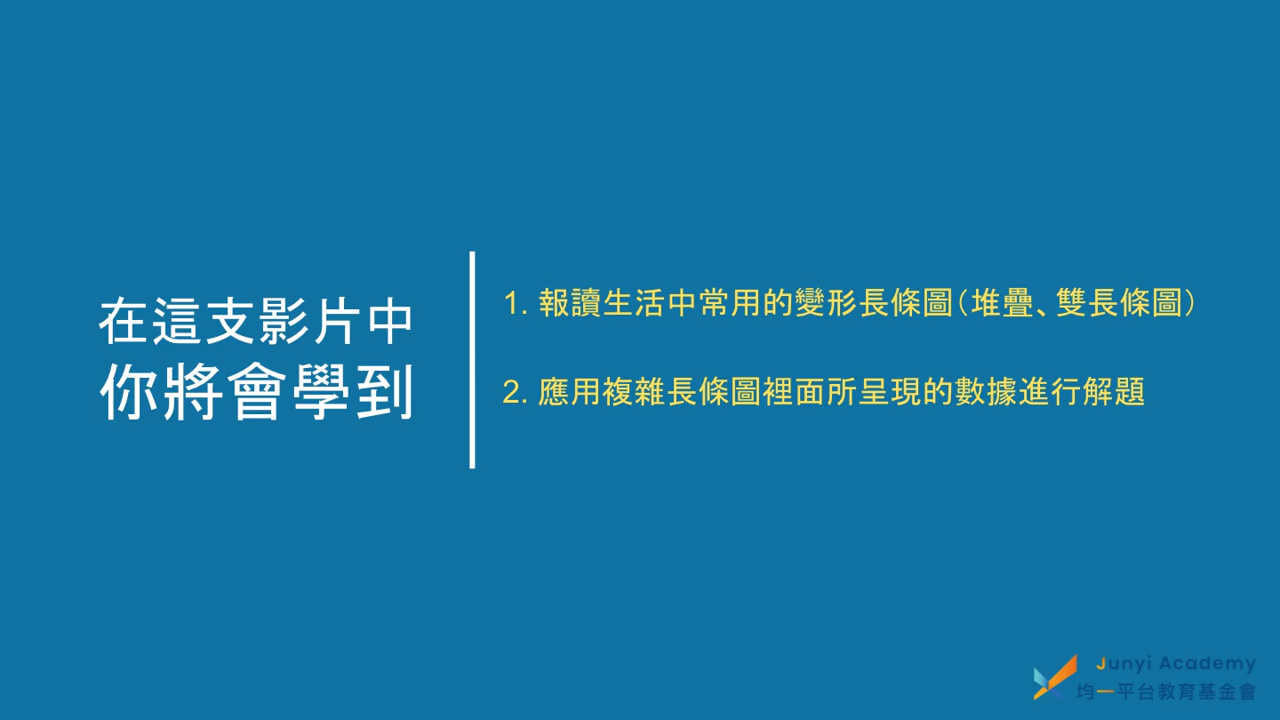 在這支影片中
你將會學到
1. 報讀生活中常用的變形長條圖(堆疊、雙長條圖)
2. 應用複雜長條圖裡面所呈現的數據進行解題
Junyi Academy
均一平台教育基金會